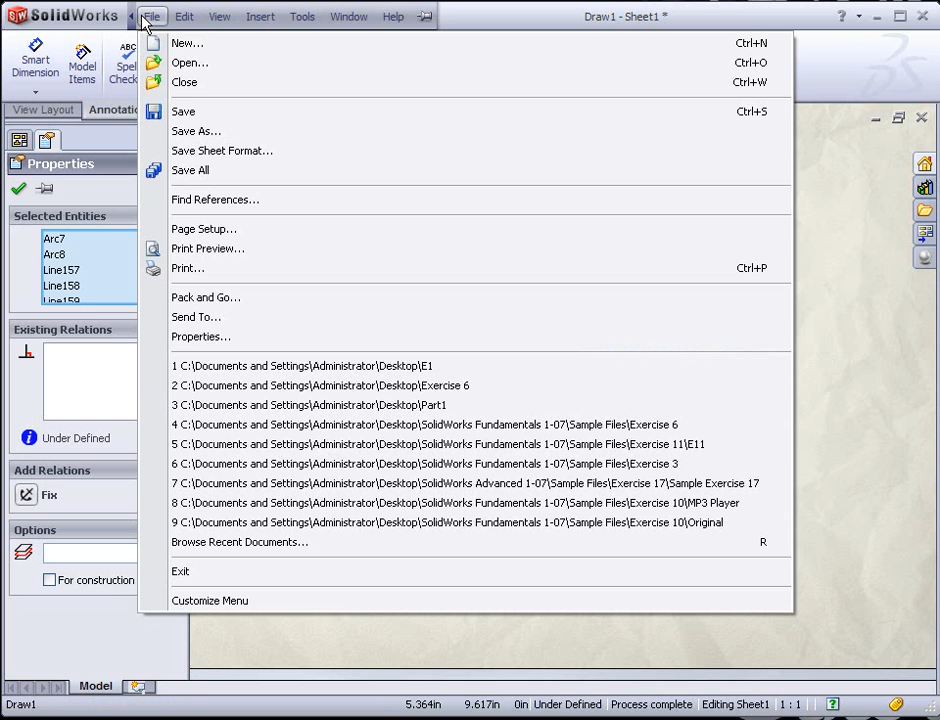 SolidWorks File Edit View Insert Tools Window Help Draw1 - Sheet1 *
Smart Dimension
Model Items
ABC
Spel
Check
View Layout Annotatio
Properties
Selected Entities
Arc7
Arc8
Line157
Line158
Line159
Existing Relations
Under Defined
Add Relations
Fix
Options
For construction
New... Ctrl+N
Open... Ctrl+O
Close Ctrl+W
Save Ctrl+S
Save As...
Save Sheet Format...
Save All
Find References...
Page Setup...
Print Preview...
Print... Ctrl+P
Pack and Go...
Send To...
Properties...
1 C:\Documents and Settings\Administrator\Desktop\E1
2 C:\Documents and Settings\Administrator\Desktop\Exercise 6
3 C:\Documents and Settings\Administrator\Desktop\Part1
4 C:\Documents and Settings\Administrator\Desktop\SolidWorks Fundamentals 1-07\Sample Files\Exercise 6
5 C:\Documents and Settings\Administrator\Desktop\SolidWorks Fundamentals 1-07\Sample Files\Exercise 11\E11
6 C:\Documents and Settings\Administrator\Desktop\SolidWorks Fundamentals 1-07\Sample Files\Exercise 3
7 C:\Documents and Settings\Administrator\Desktop\SolidWorks Advanced 1-07\Sample Files\Exercise 17\Sample Exercise 17
8 C:\Documents and Settings\Administrator\Desktop\SolidWorks Fundamentals 1-07\Sample Files\Exercise 10\MP3 Player
9 C:\Documents and Settings\Administrator\Desktop\SolidWorks Fundamentals 1-07\Sample Files\Exercise 10\Original
Browse Recent Documents... R
Exit
Customize Menu
Model
Draw1 5.364in 9.617in 0in Under Defined Process complete Editing Sheet1 1 : 1